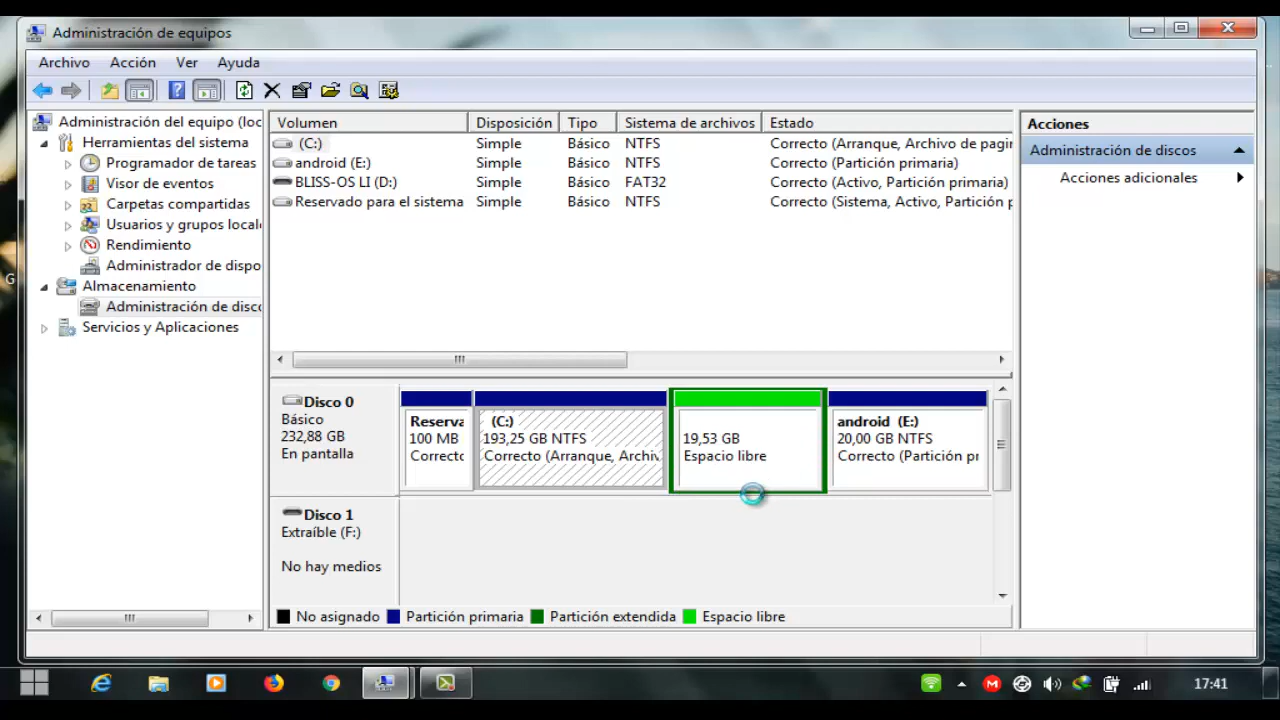 Administración de equipos
Archivo Acción Ver Ayuda
Administración del equipo (loc
Herramientas del sistema
Programador de tareas
Visor de eventos
Carpetas compartidas
Usuarios y grupos locale
Rendimiento
Administrador de dispo
Almacenamiento
Administración de disco
Servicios y Aplicaciones
Volumen Disposición Tipo Sistema de archivos Estado
(C:) Simple Básico NTFS Correcto (Arranque, Archivo de pagin
android (E:) Simple Básico NTFS Correcto (Partición primaria)
BLISS-OS LI (D:) Simple Básico FAT32 Correcto (Activo, Partición primaria)
Reservado para el sistema Simple Básico NTFS Correcto (Sistema, Activo, Partición p
Disco 0
Básico
232,88 GB
En pantalla
Reserva
100 MB
Correcto
(C:)
193,25 GB NTFS
Correcto (Arranque, Archiv
19,53 GB
Espacio libre
android (E:)
20,00 GB NTFS
Correcto (Partición pr
Disco 1
Extraíble (F:)
No hay medios
No asignado Partición primaria Partición extendida Espacio libre
Acciones
Administración de discos
Acciones adicionales
G
17:41